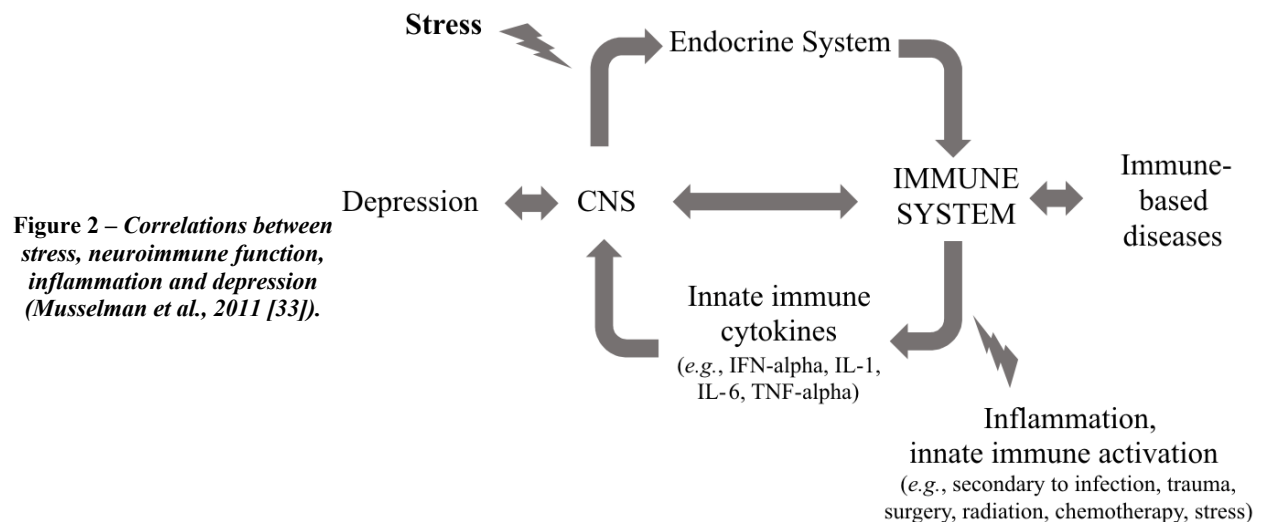 Stress
Endocrine System
Immune-
based
diseases
IMMUNE
SYSTEM
Depression
CNS
Figure 2 – Correlations between
stress, neuroimmune function,
inflammation and depression
(Musselman et al., 2011 [33]).
Innate immune
cytokines
(e.g., IFN-alpha, IL-1,
IL-6, TNF-alpha)
Inflammation,
innate immune activation
(e.g., secondary to infection, trauma,
surgery, radiation, chemotherapy, stress)